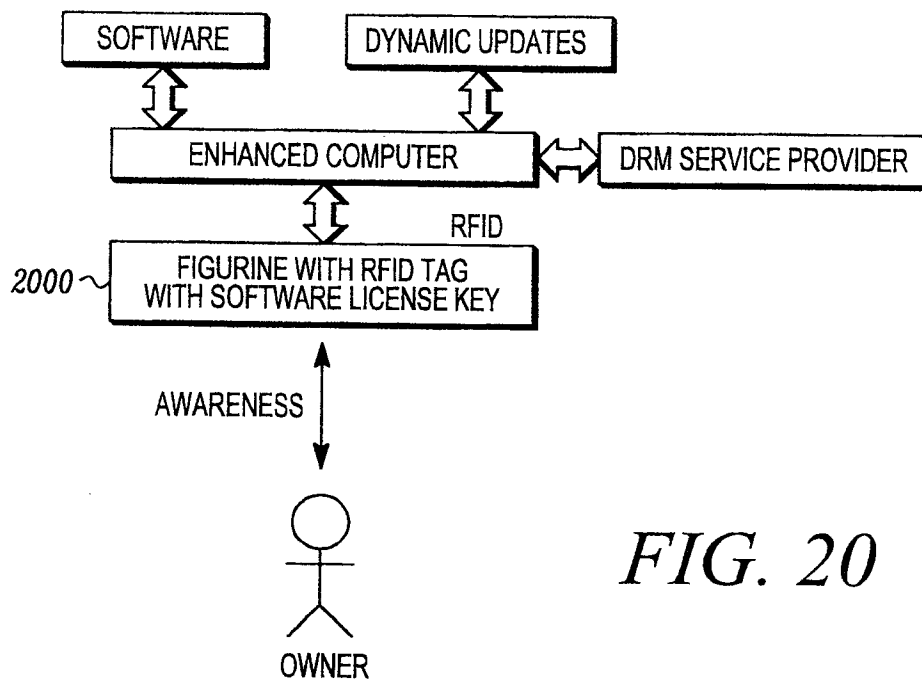 SOFTWARE
DYNAMIC UPDATES
ENHANCED COMPUTER
DRM SERVICE PROVIDER
RFID
2000
FIGURINE WITH RFID TAG
WITH SOFTWARE LICENSE KEY
AWARENESS
OWNER
FIG. 20